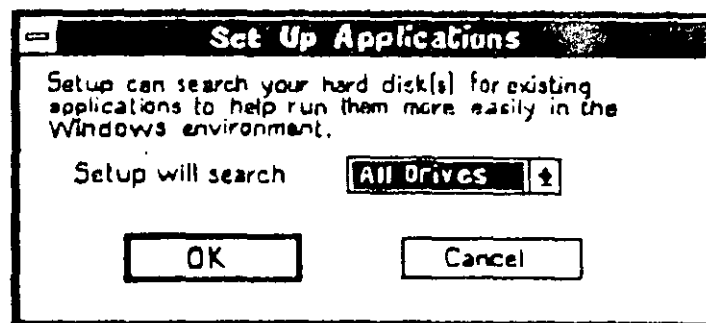 Set Up Applications
Setup can search your hard disk(s) for existing
applications to help run them more easily in the
Windows environment.
Setup will search All Drives
OK Cancel